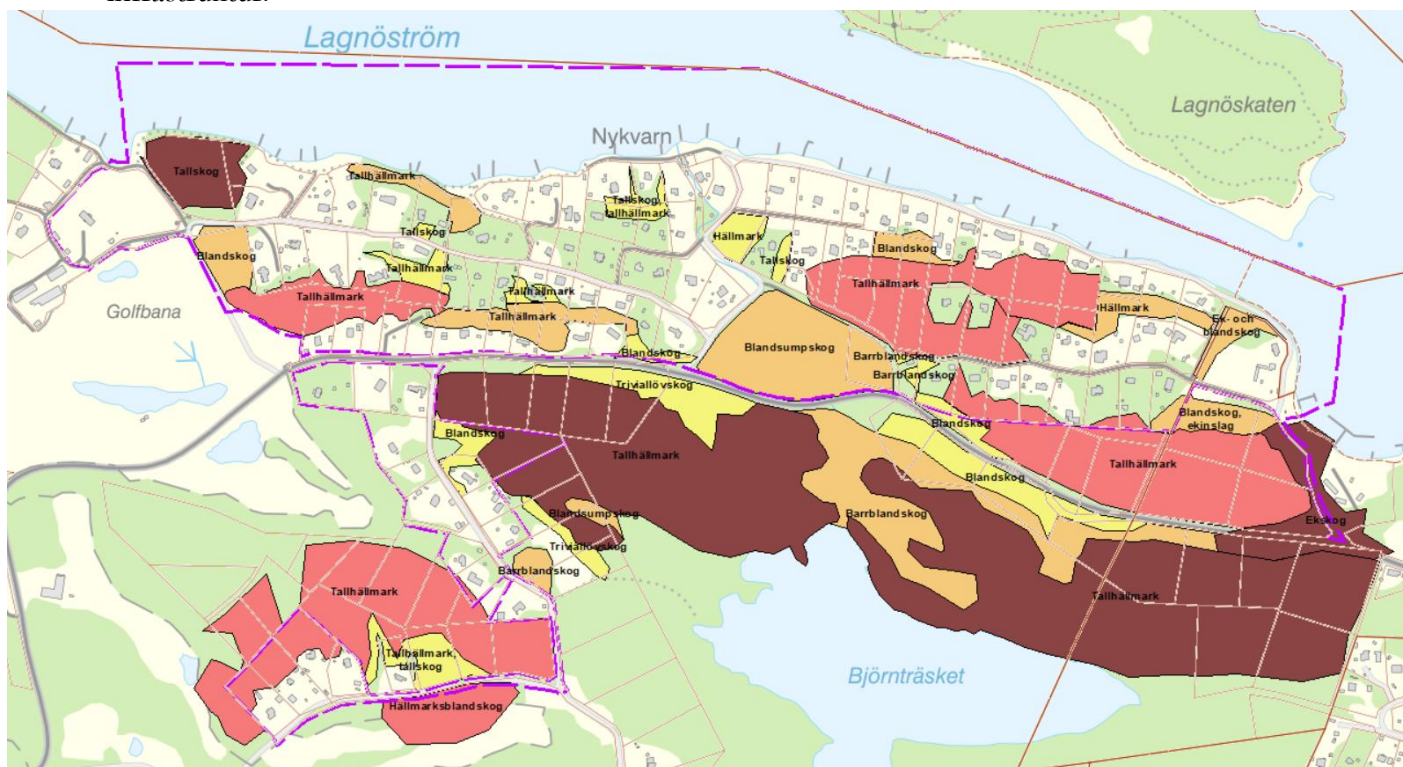 infrastruktur.
Lagnöström
Lagnöskaten
Nykvarn
Tallskog
Tallhällmark
Tallskog,
tallhällmark
Tallskog
Hällmark
Blandskog
Blandskog
Tallskog
Tallhällmark
Tallhällmark
Tallhällmark
Tallhällmark
Golfbana
Tallhällmark
Hällmark
Ek- och
blandskog
Blandsumpskog
Blandskog
Barrblandskog
Barrblandskog
Triviallövskog
Blandskog,
ekinslag
Blandskog
Blandskog
Tallhällmark
Tallhällmark
Blandskog
Blandsumpskog
Barrblandskog
Ekskog
Triviallövskog
Barrblandskog
Tallhällmark
Tallhällmark
Tallhällmark,
tallskog
Björnträsket
Hällmarksblandskog